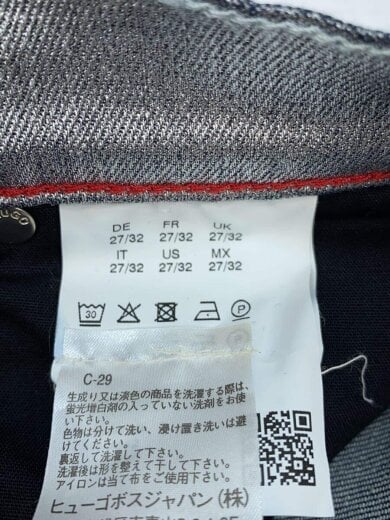 DE FR UK
27/32 27/32 27/32
IT US MX
27/32 27/32 27/32
30 P
C-29
生成り又は淡色の商品を洗濯する際は、
蛍光増白剤の入っていない洗剤をお使
い下さい。
色物は分けて洗い、浸け置き洗いは避
けてください。
裏返して洗濯して下さい。
洗濯後は形を整えて干して下さい。
アイロンは当て布をご使用下さい。
ヒューゴボスジャパン(株)